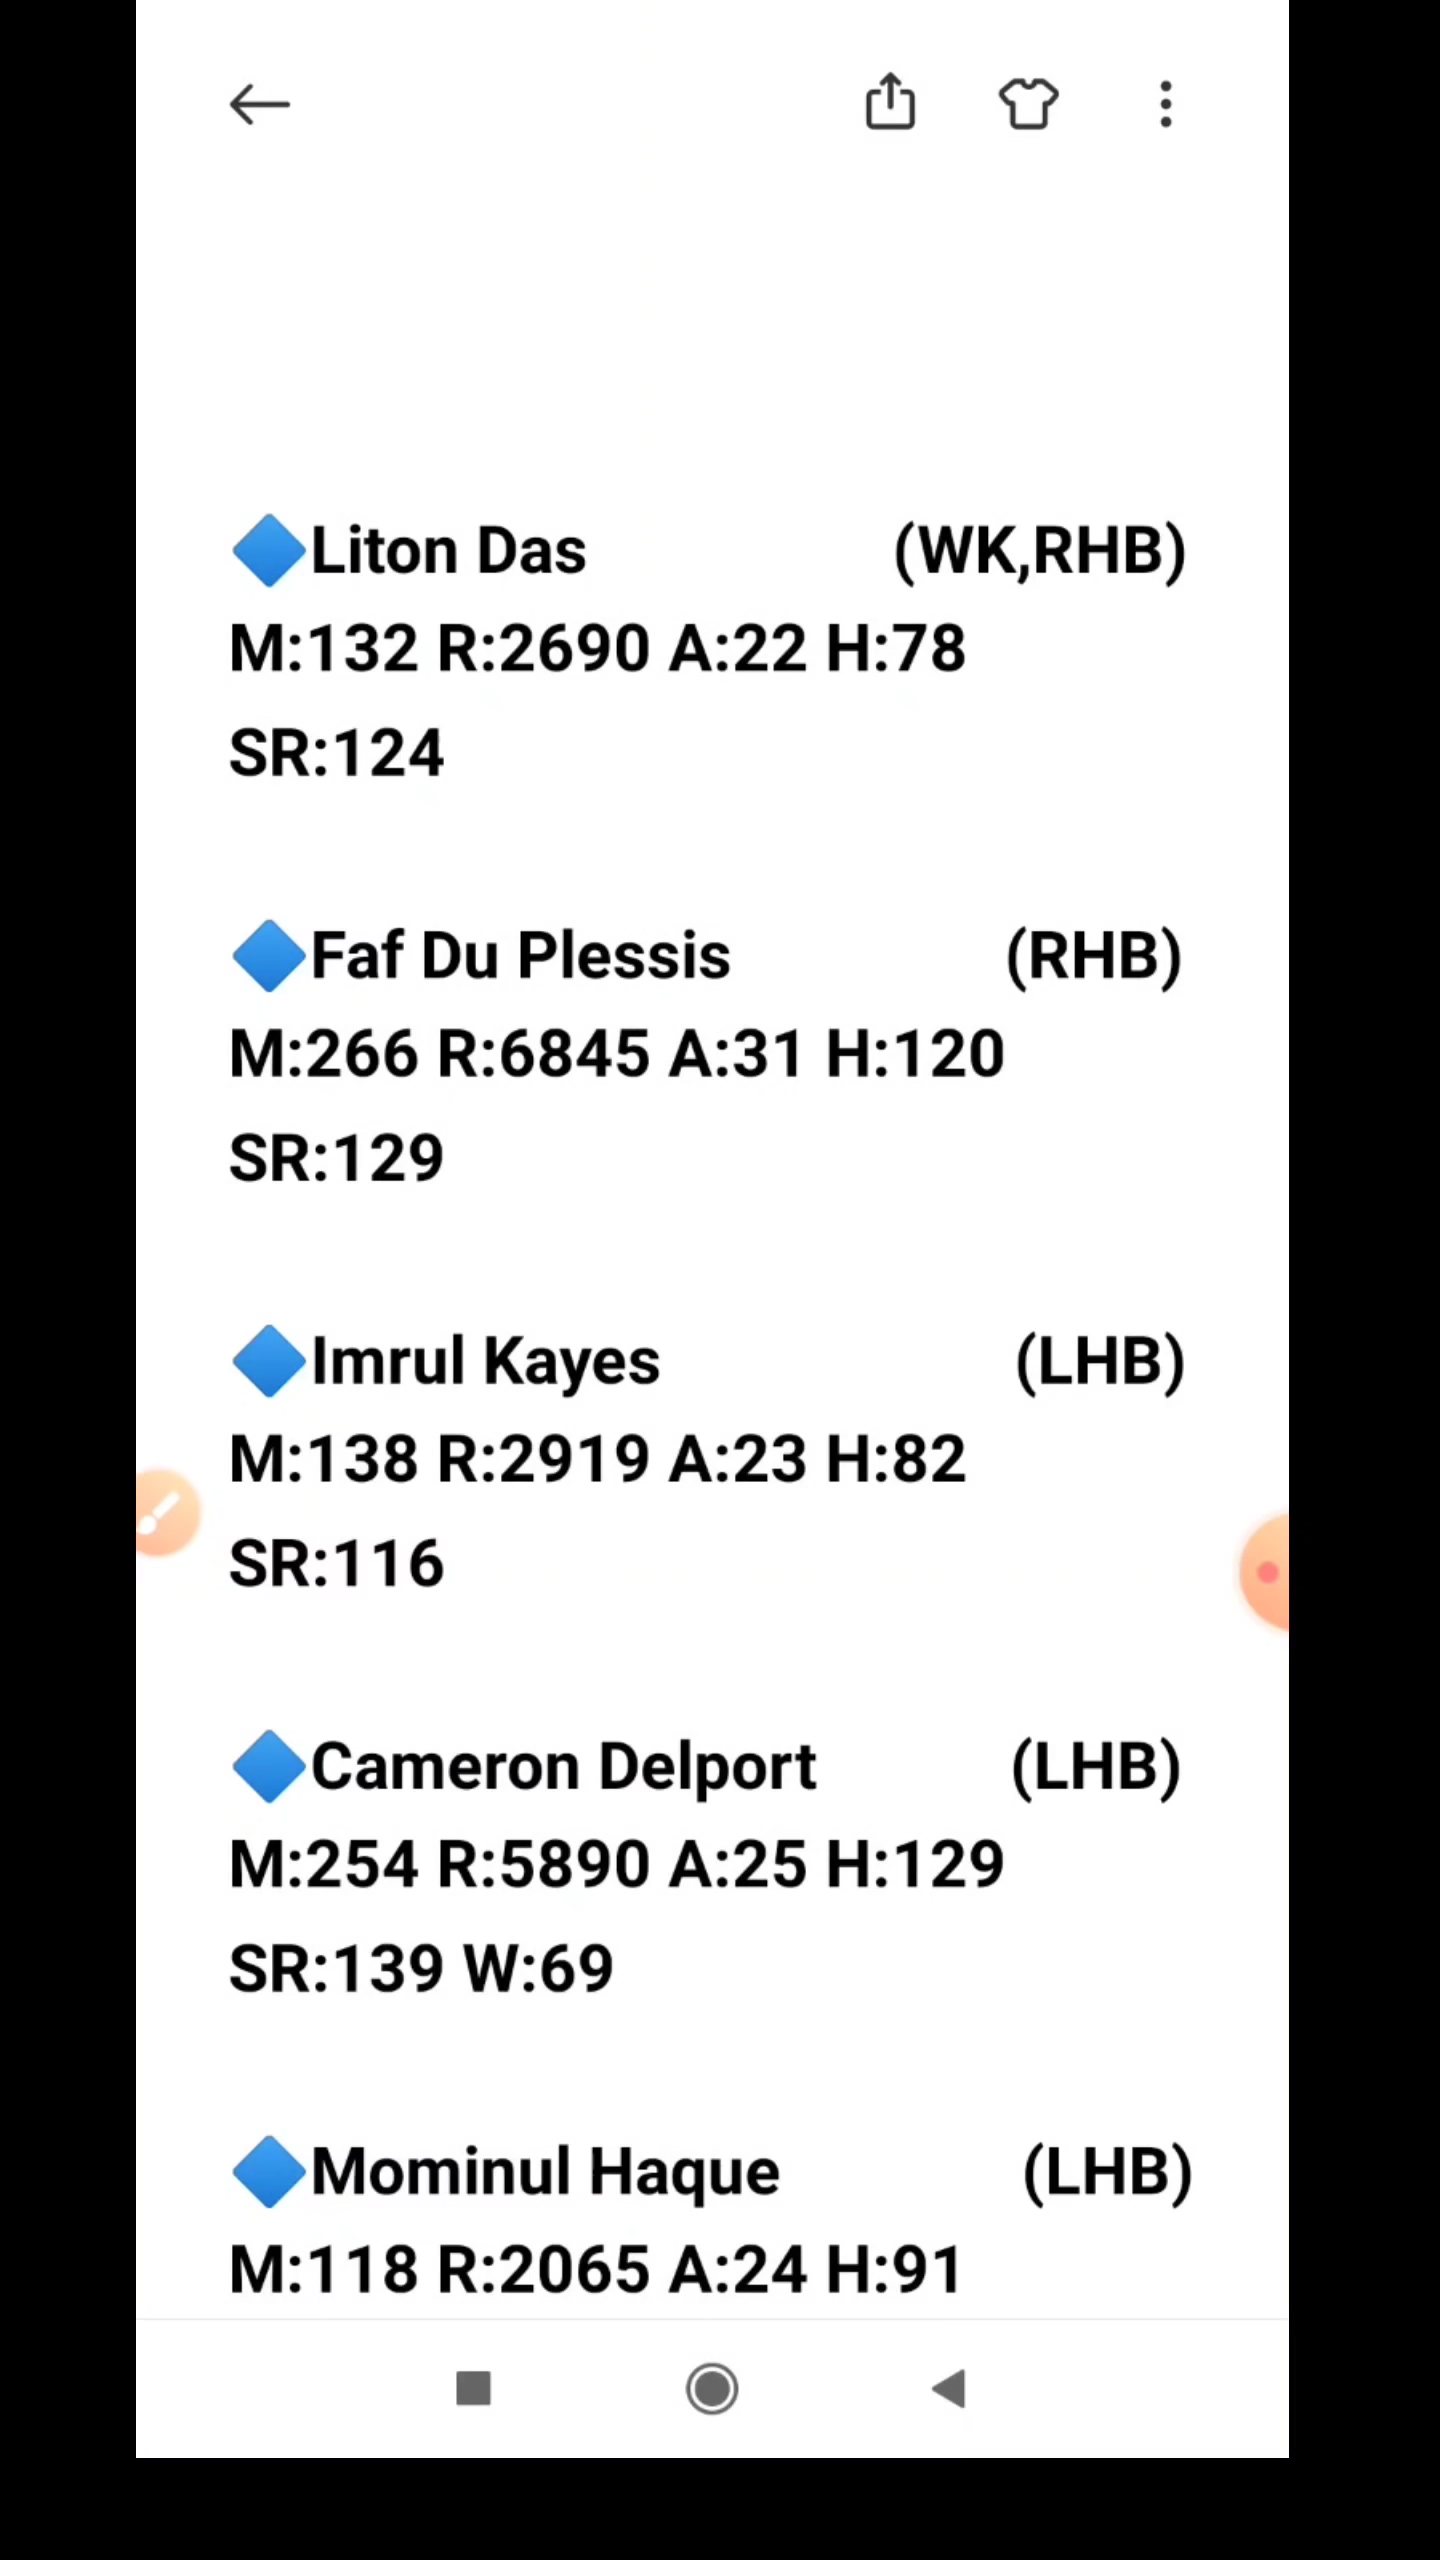 🔷Liton Das (WK,RHB)
M:132 R:2690 A:22 H:78
SR:124
🔷Faf Du Plessis (RHB)
M:266 R:6845 A:31 H:120
SR:129
🔷Imrul Kayes (LHB)
M:138 R:2919 A:23 H:82
SR:116
🔷Cameron Delport (LHB)
M:254 R:5890 A:25 H:129
SR:139 W:69
🔷Mominul Haque (LHB)
M:118 R:2065 A:24 H:91